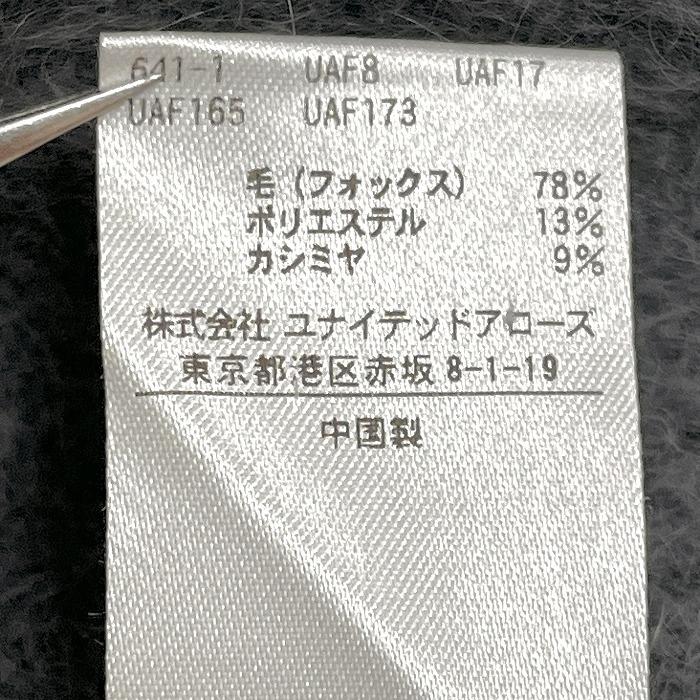 641-1 UAF8 UAF17
UAF165 UAF173
毛（フォックス） 78%
ポリエステル 13%
カシミヤ 9%
株式会社 ユナイテッドアローズ
東京都港区赤坂 8-1-19
中国製